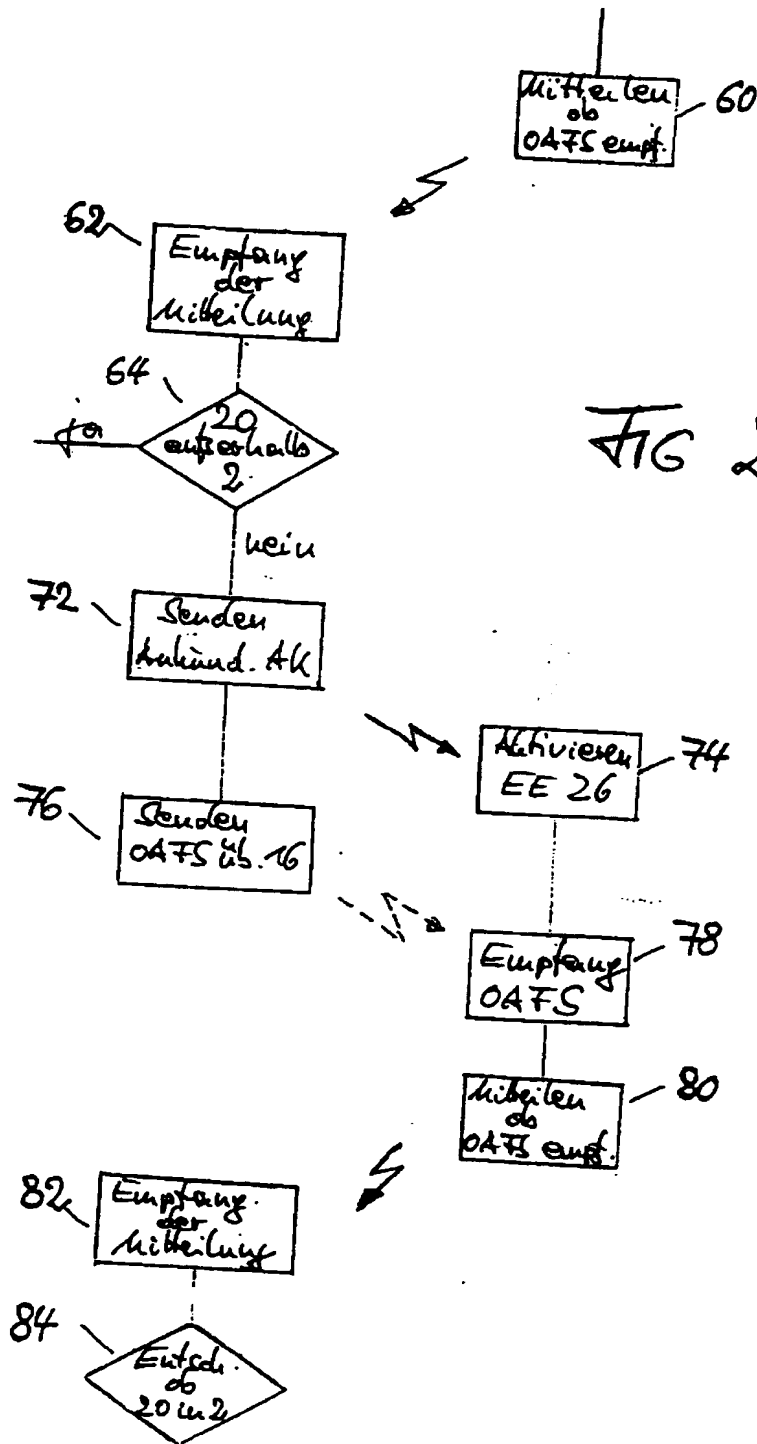 Mitteilen
ob
OAFS empf.
60
62
Empfang
der
Mitteilung
64
20
außerhalb
2
ja
FIG 2
nein
72
Senden
Ankünd. AK
Aktivieren
EE 26
74
76
Senden
OAFS üb. 16
Empfang
OAFS
78
Mitteilen
ob
OAFS empf.
80
82
Empfang
der
Mitteilung
84
Entsch.
ob
20 in 2